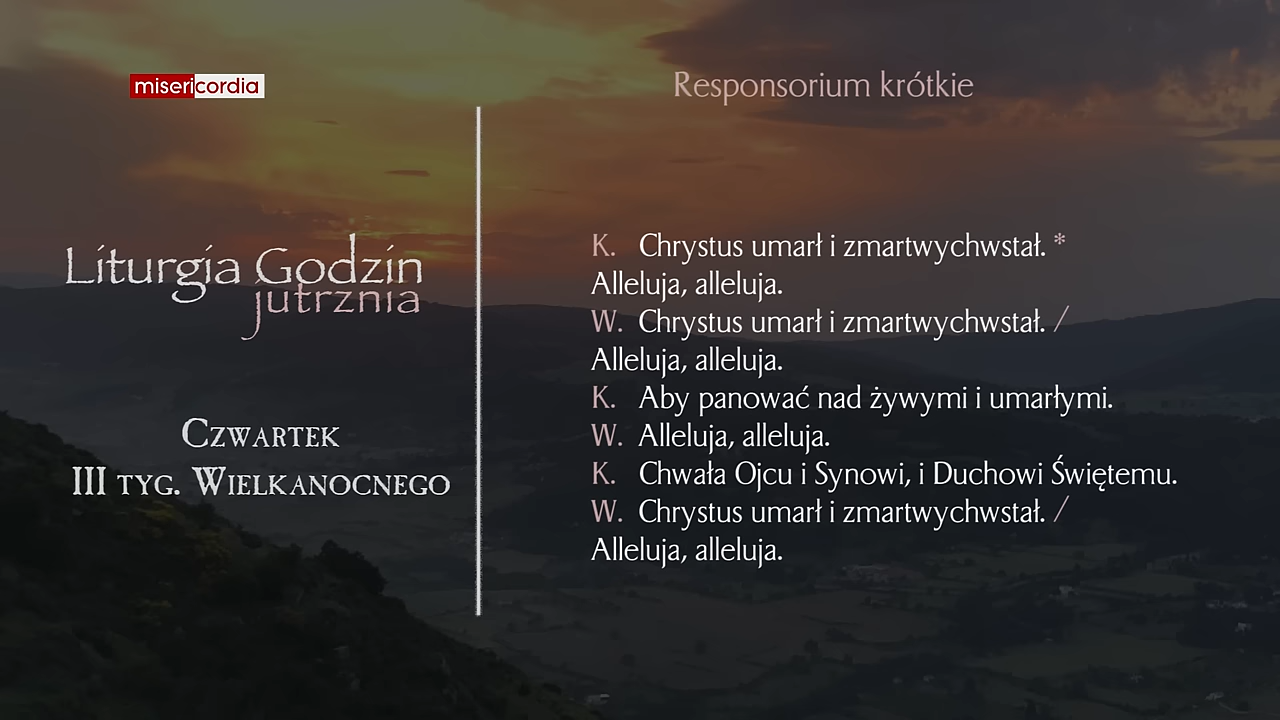 misericordia
Liturgia Godzin
jutrznia
Czwartek
III tyg. Wielkanocnego
Responsorium krótkie
K. Chrystus umarł i zmartwychwstał. *
Alleluja, alleluja.
W. Chrystus umarł i zmartwychwstał. /
Alleluja, alleluja.
K. Aby panować nad żywymi i umarłymi.
W. Alleluja, alleluja.
K. Chwała Ojcu i Synowi, i Duchowi Świętemu.
W. Chrystus umarł i zmartwychwstał. /
Alleluja, alleluja.